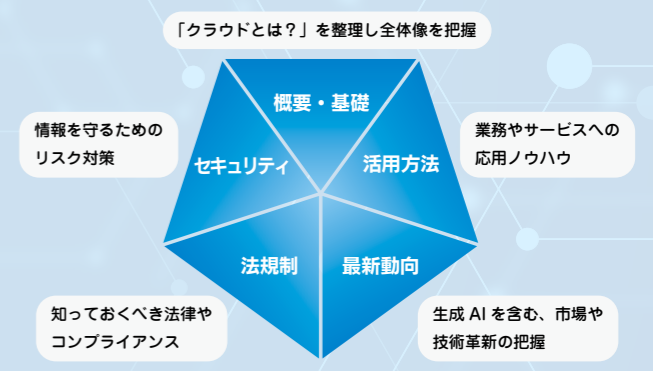 「クラウドとは？」を整理し全体像を把握
概要・基礎
情報を守るための
リスク対策
セキュリティ
活用方法
業務やサービスへの
応用ノウハウ
法規制
最新動向
知っておくべき法律や
コンプライアンス
生成 AI を含む、市場や
技術革新の把握